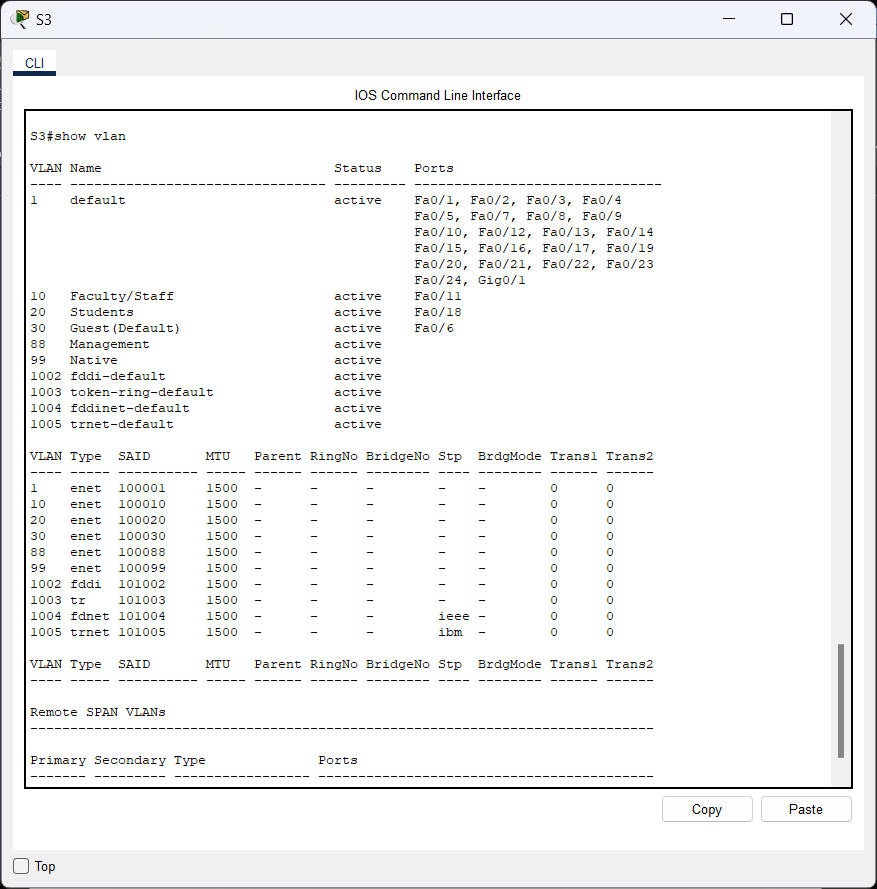 S3
CLI
IOS Command Line Interface
S3#show vlan
VLAN Name                             Status    Ports
---- -------------------------------- --------- -------------------------------
1    default                          active    Fa0/1, Fa0/2, Fa0/3, Fa0/4
                                                Fa0/5, Fa0/7, Fa0/8, Fa0/9
                                                Fa0/10, Fa0/12, Fa0/13, Fa0/14
                                                Fa0/15, Fa0/16, Fa0/17, Fa0/19
                                                Fa0/20, Fa0/21, Fa0/22, Fa0/23
                                                Fa0/24, Gig0/1
10   Faculty/Staff                    active    Fa0/11
20   Students                         active    Fa0/18
30   Guest(Default)                   active    Fa0/6
88   Management                       active
99   Native                           active
1002 fddi-default                     active
1003 token-ring-default               active
1004 fddinet-default                  active
1005 trnet-default                    active
VLAN Type  SAID       MTU   Parent RingNo BridgeNo Stp  BrdgMode Trans1 Trans2
---- ----- ---------- ----- ------ ------ -------- ---- -------- ------ ------
1    enet  100001     1500  -      -      -        -    -        0      0
10   enet  100010     1500  -      -      -        -    -        0      0
20   enet  100020     1500  -      -      -        -    -        0      0
30   enet  100030     1500  -      -      -        -    -        0      0
88   enet  100088     1500  -      -      -        -    -        0      0
99   enet  100099     1500  -      -      -        -    -        0      0
1002 fddi  101002     1500  -      -      -        -    -        0      0
1003 tr    101003     1500  -      -      -        -    -        0      0
1004 fdnet 101004     1500  -      -      -        ieee -        0      0
1005 trnet 101005     1500  -      -      -        ibm  -        0      0
VLAN Type  SAID       MTU   Parent RingNo BridgeNo Stp  BrdgMode Trans1 Trans2
---- ----- ---------- ----- ------ ------ -------- ---- -------- ------ ------
Remote SPAN VLANs
------------------------------------------------------------------------------
Primary Secondary Type              Ports
------- --------- ----------------- ------------------------------------------
Copy Paste
Top